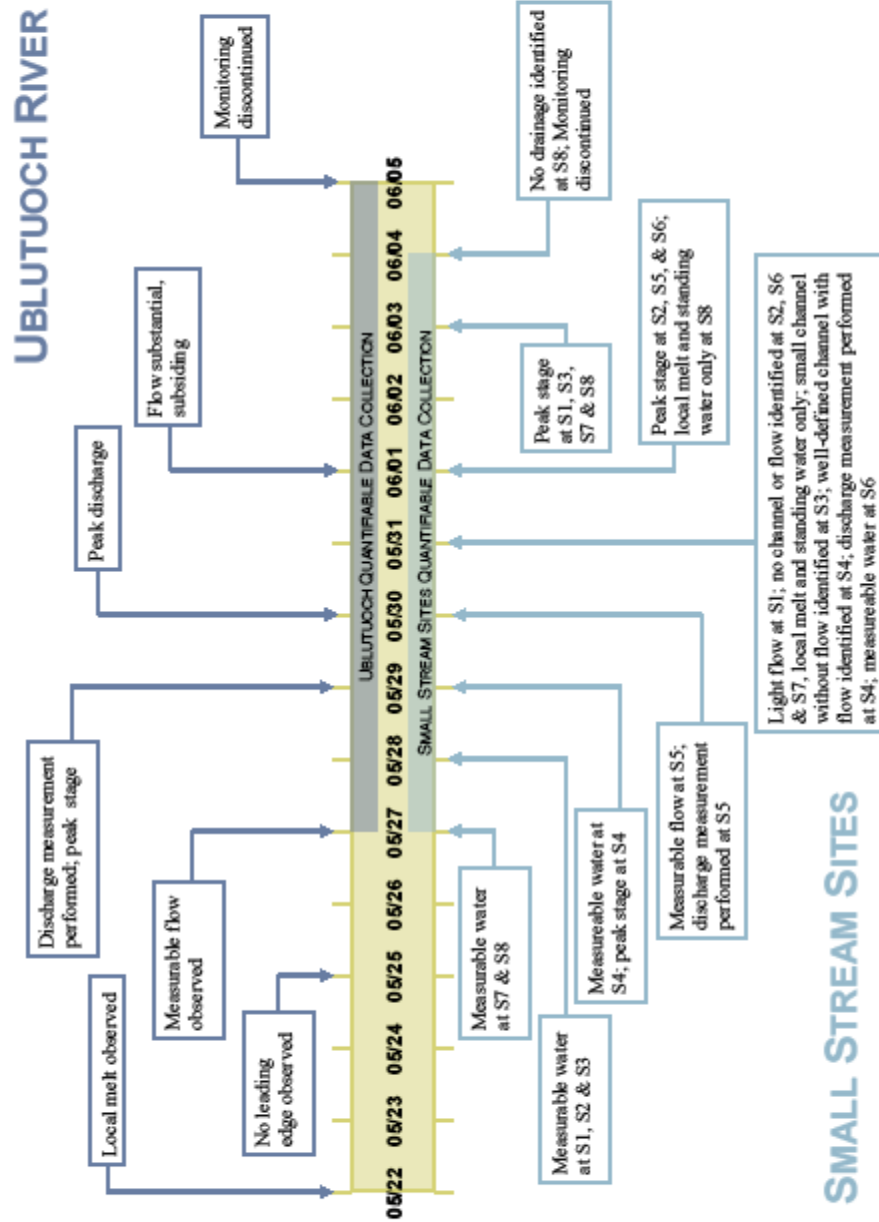 UBLUTUOCH RIVER
Local melt observed
No leading
edge observed
Measurable flow
observed
Discharge measurement
performed; peak stage
Peak discharge
Flow substantial,
subsiding
Monitoring
discontinued
UBLUTUOCH QUANTIFIABLE DATA COLLECTION
05/22 05/23 05/24 05/25 05/26 05/27 05/28 05/29 05/30 05/31 06/01 06/02 06/03 06/04 06/05
SMALL STREAM SITES QUANTIFIABLE DATA COLLECTION
Measurable water
at S7 & S8
Measurable water
at S1, S2 & S3
Measureable water at
S4; peak stage at S4
Measurable flow at S5;
discharge measurement
performed at S5
Light flow at S1; no channel or flow identified at S2, S6
& S7, local melt and standing water only; small channel
without flow identified at S3; well-defined channel with
flow identified at S4; discharge measurement performed
at S4; measureable water at S6
Peak stage at S2, S5, & S6;
local melt and standing
water only at S8
Peak stage
at S1, S3,
S7 & S8
No drainage identified
at S8; Monitoring
discontinued
SMALL STREAM SITES